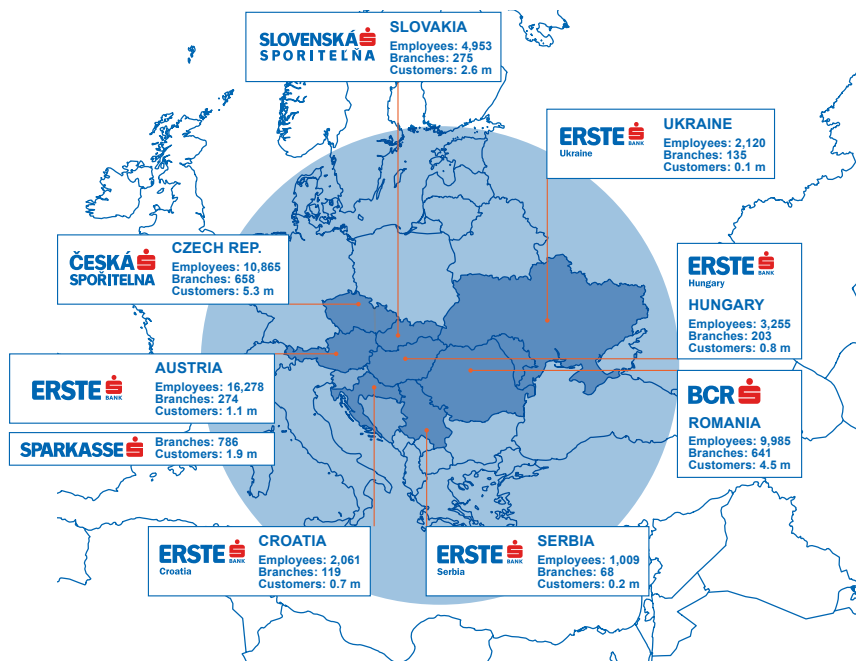 SLOVENSKÁ
SPORITEĽŇA
SLOVAKIA
Employees: 4,953
Branches: 275
Customers: 2.6 m
ERSTE
BANK
Ukraine
UKRAINE
Employees: 2,120
Branches: 135
Customers: 0.1 m
ČESKÁ
SPOŘITELNA
CZECH REP.
Employees: 10,865
Branches: 658
Customers: 5.3 m
ERSTE
BANK
Hungary
HUNGARY
Employees: 3,255
Branches: 203
Customers: 0.8 m
ERSTE
BANK
AUSTRIA
Employees: 16,278
Branches: 274
Customers: 1.1 m
SPARKASSE
Branches: 786
Customers: 1.9 m
BCR
ROMANIA
Employees: 9,985
Branches: 641
Customers: 4.5 m
ERSTE
BANK
Croatia
CROATIA
Employees: 2,061
Branches: 119
Customers: 0.7 m
ERSTE
BANK
Serbia
SERBIA
Employees: 1,009
Branches: 68
Customers: 0.2 m